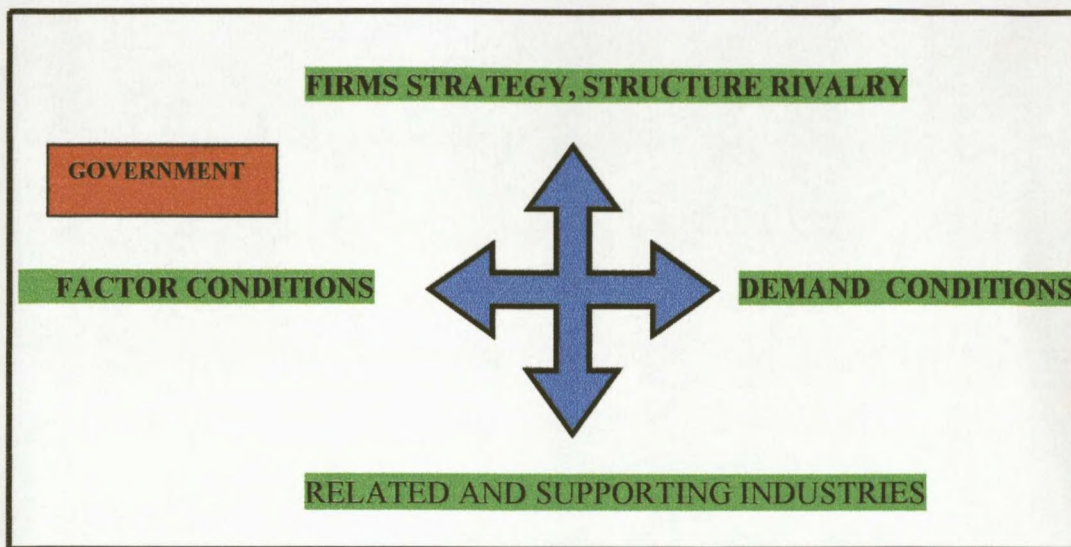 FIRMS STRATEGY, STRUCTURE RIVALRY
GOVERNMENT
FACTOR CONDITIONS
DEMAND CONDITIONS
RELATED AND SUPPORTING INDUSTRIES